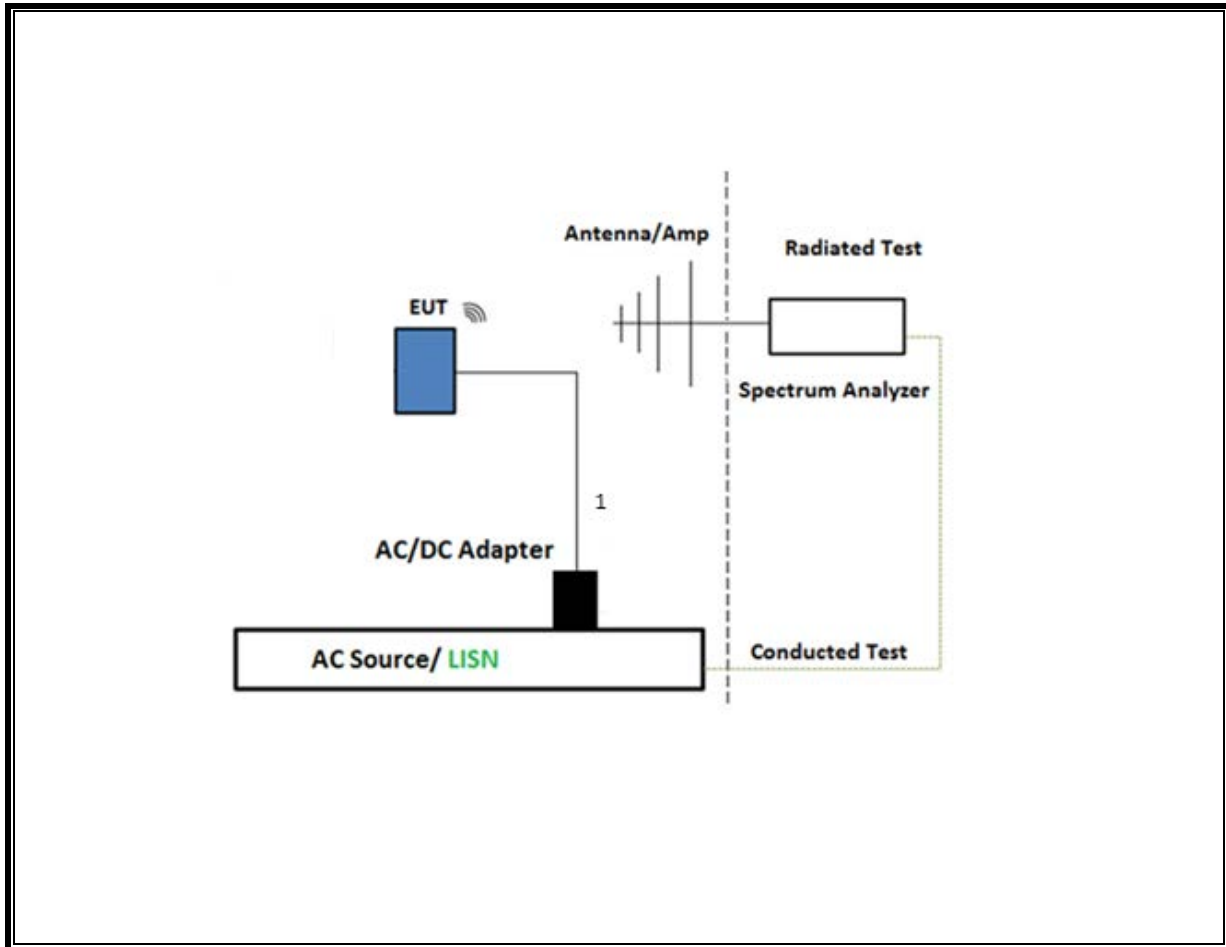 Antenna/Amp
Radiated Test
EUT
Spectrum Analyzer
1
AC/DC Adapter
AC Source/ LISN
Conducted Test